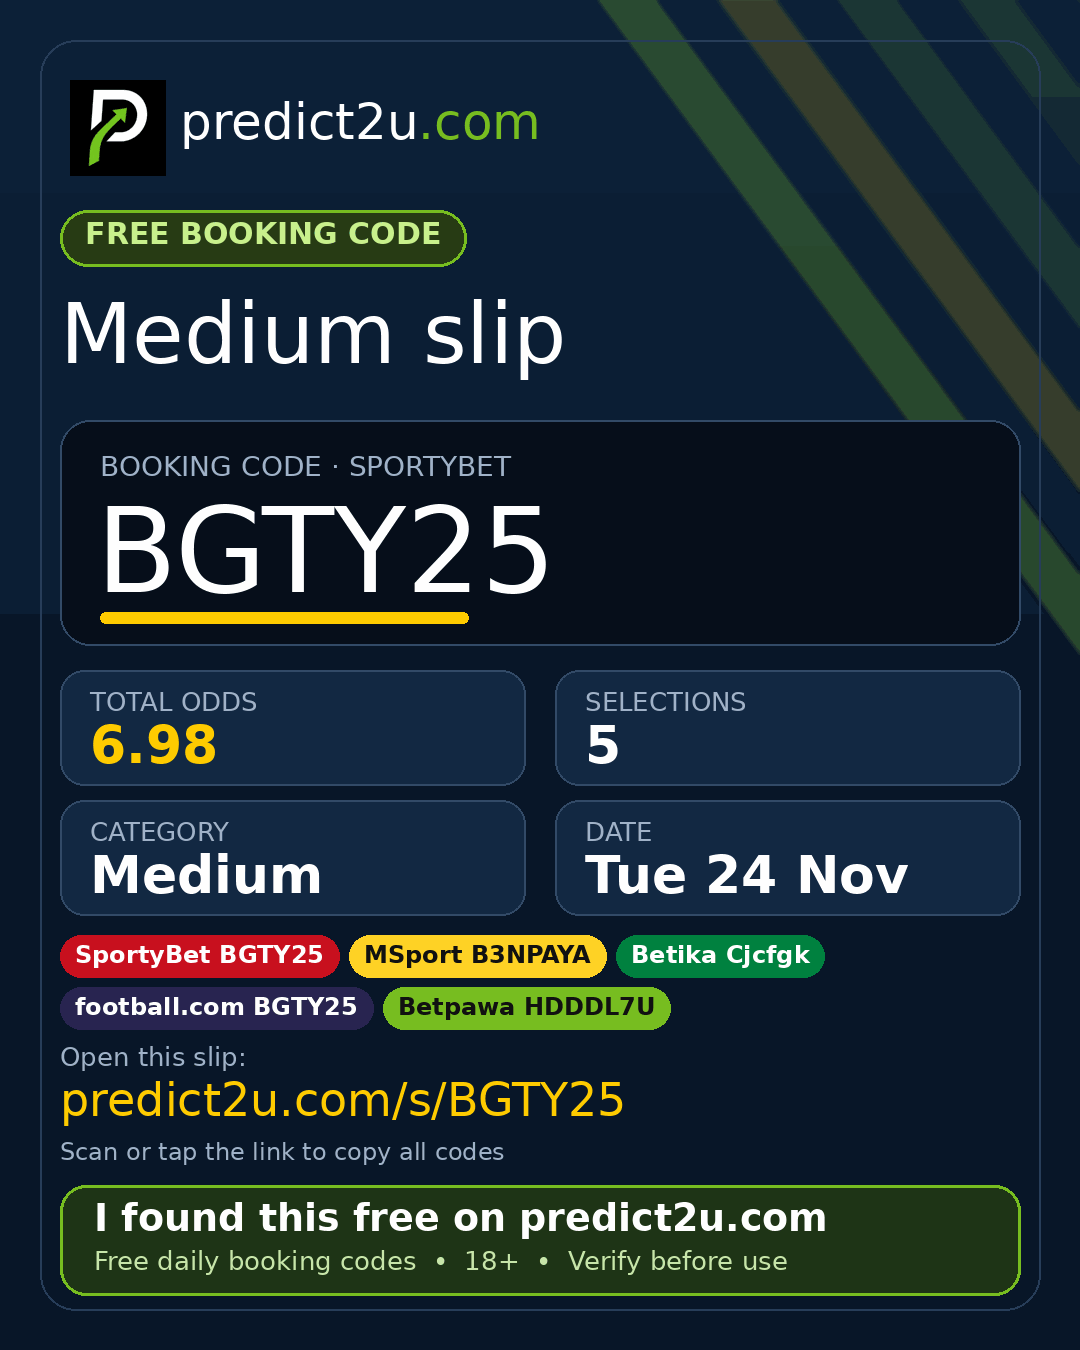 predict2u.com
FREE BOOKING CODE
Medium slip
BOOKING CODE · SPORTYBET
BGTY25
TOTAL ODDS
6.98
SELECTIONS
5
CATEGORY
Medium
DATE
Tue 24 Nov
SportyBet BGTY25
MSport B3NPAYA
Betika Cjcfgk
football.com BGTY25
Betpawa HDDDL7U
Open this slip:
predict2u.com/s/BGTY25
Scan or tap the link to copy all codes
I found this free on predict2u.com
Free daily booking codes • 18+ • Verify before use